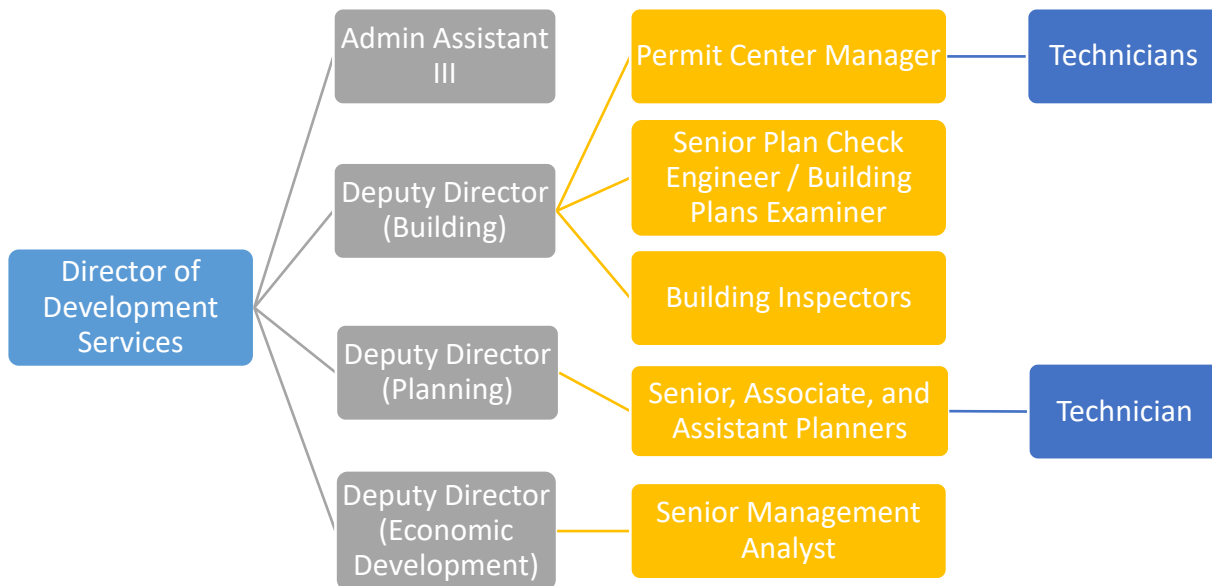 Director of
Development
Services
Admin Assistant
III
Deputy Director
(Building)
Deputy Director
(Planning)
Deputy Director
(Economic
Development)
Permit Center Manager
Senior Plan Check
Engineer / Building
Plans Examiner
Building Inspectors
Senior, Associate, and
Assistant Planners
Senior Management
Analyst
Technicians
Technician